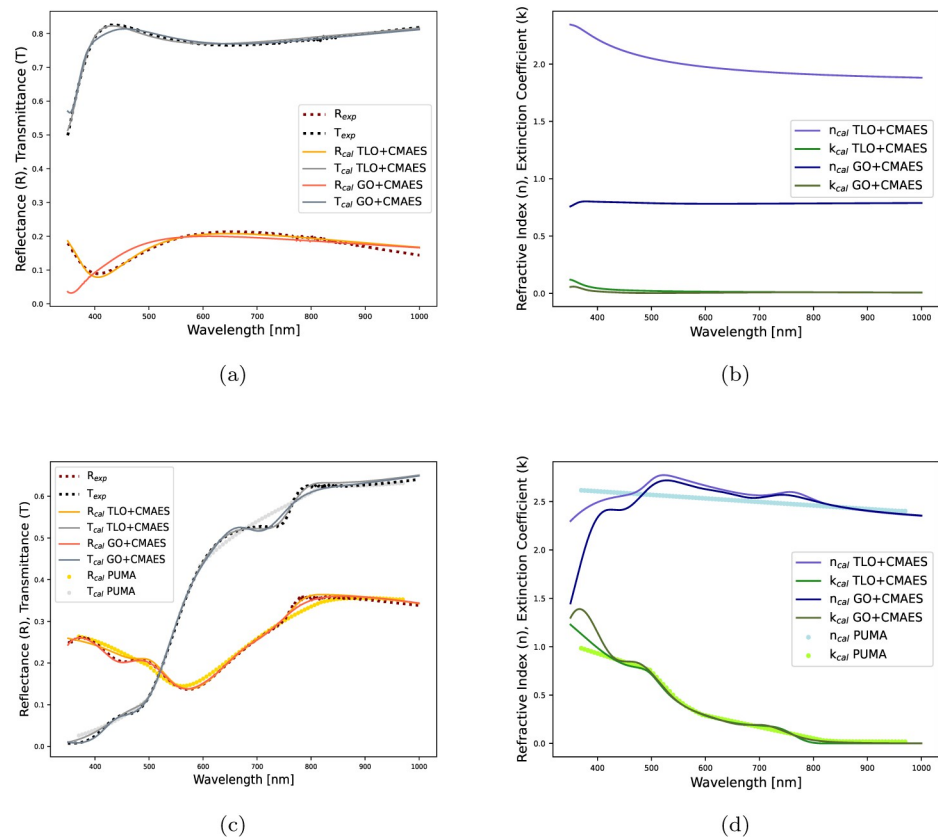 Reflectance (R), Transmittance (T)
0.8
0.7
0.6
0.5
0.4
0.3
0.2
0.1
0.0
R_exp
T_exp
R_cal TLO+CMAES
T_cal TLO+CMAES
R_cal GO+CMAES
T_cal GO+CMAES
400 500 600 700 800 900 1000
Wavelength [nm]
(a)
Refractive Index (n), Extinction Coefficient (k)
2.0
1.5
1.0
0.5
0.0
n_cal TLO+CMAES
k_cal TLO+CMAES
n_cal GO+CMAES
k_cal GO+CMAES
400 500 600 700 800 900 1000
Wavelength [nm]
(b)
Reflectance (R), Transmittance (T)
0.6
0.5
0.4
0.3
0.2
0.1
0.0
R_exp
T_exp
R_cal TLO+CMAES
T_cal TLO+CMAES
R_cal GO+CMAES
T_cal GO+CMAES
R_cal PUMA
T_cal PUMA
400 500 600 700 800 900 1000
Wavelength [nm]
(c)
Refractive Index (n), Extinction Coefficient (k)
2.5
2.0
1.5
1.0
0.5
0.0
n_cal TLO+CMAES
k_cal TLO+CMAES
n_cal GO+CMAES
k_cal GO+CMAES
n_cal PUMA
k_cal PUMA
400 500 600 700 800 900 1000
Wavelength [nm]
(d)